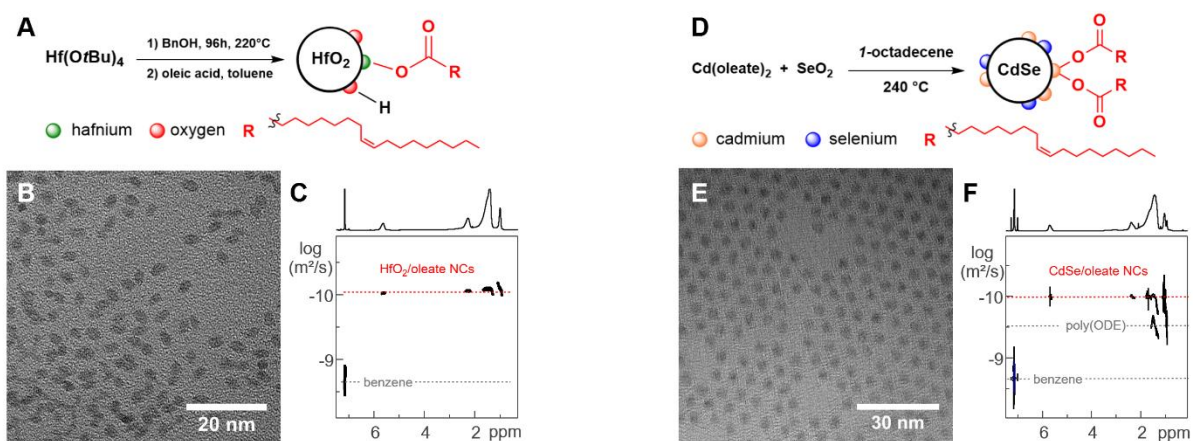 A
Hf(OtBu)4
1) BnOH, 96h, 220°C
2) oleic acid, toluene
HfO2
O
O
R
H
hafnium
oxygen
R
B
20 nm
C
log
(m²/s)
HfO2/oleate NCs
-10
-9
benzene
6 4 2 ppm
D
Cd(oleate)2 + SeO2
1-octadecene
240 °C
CdSe
O
O
R
O
R
O
cadmium
selenium
R
E
30 nm
F
log
(m²/s)
CdSe/oleate NCs
-10
poly(ODE)
-9
benzene
6 4 2 ppm